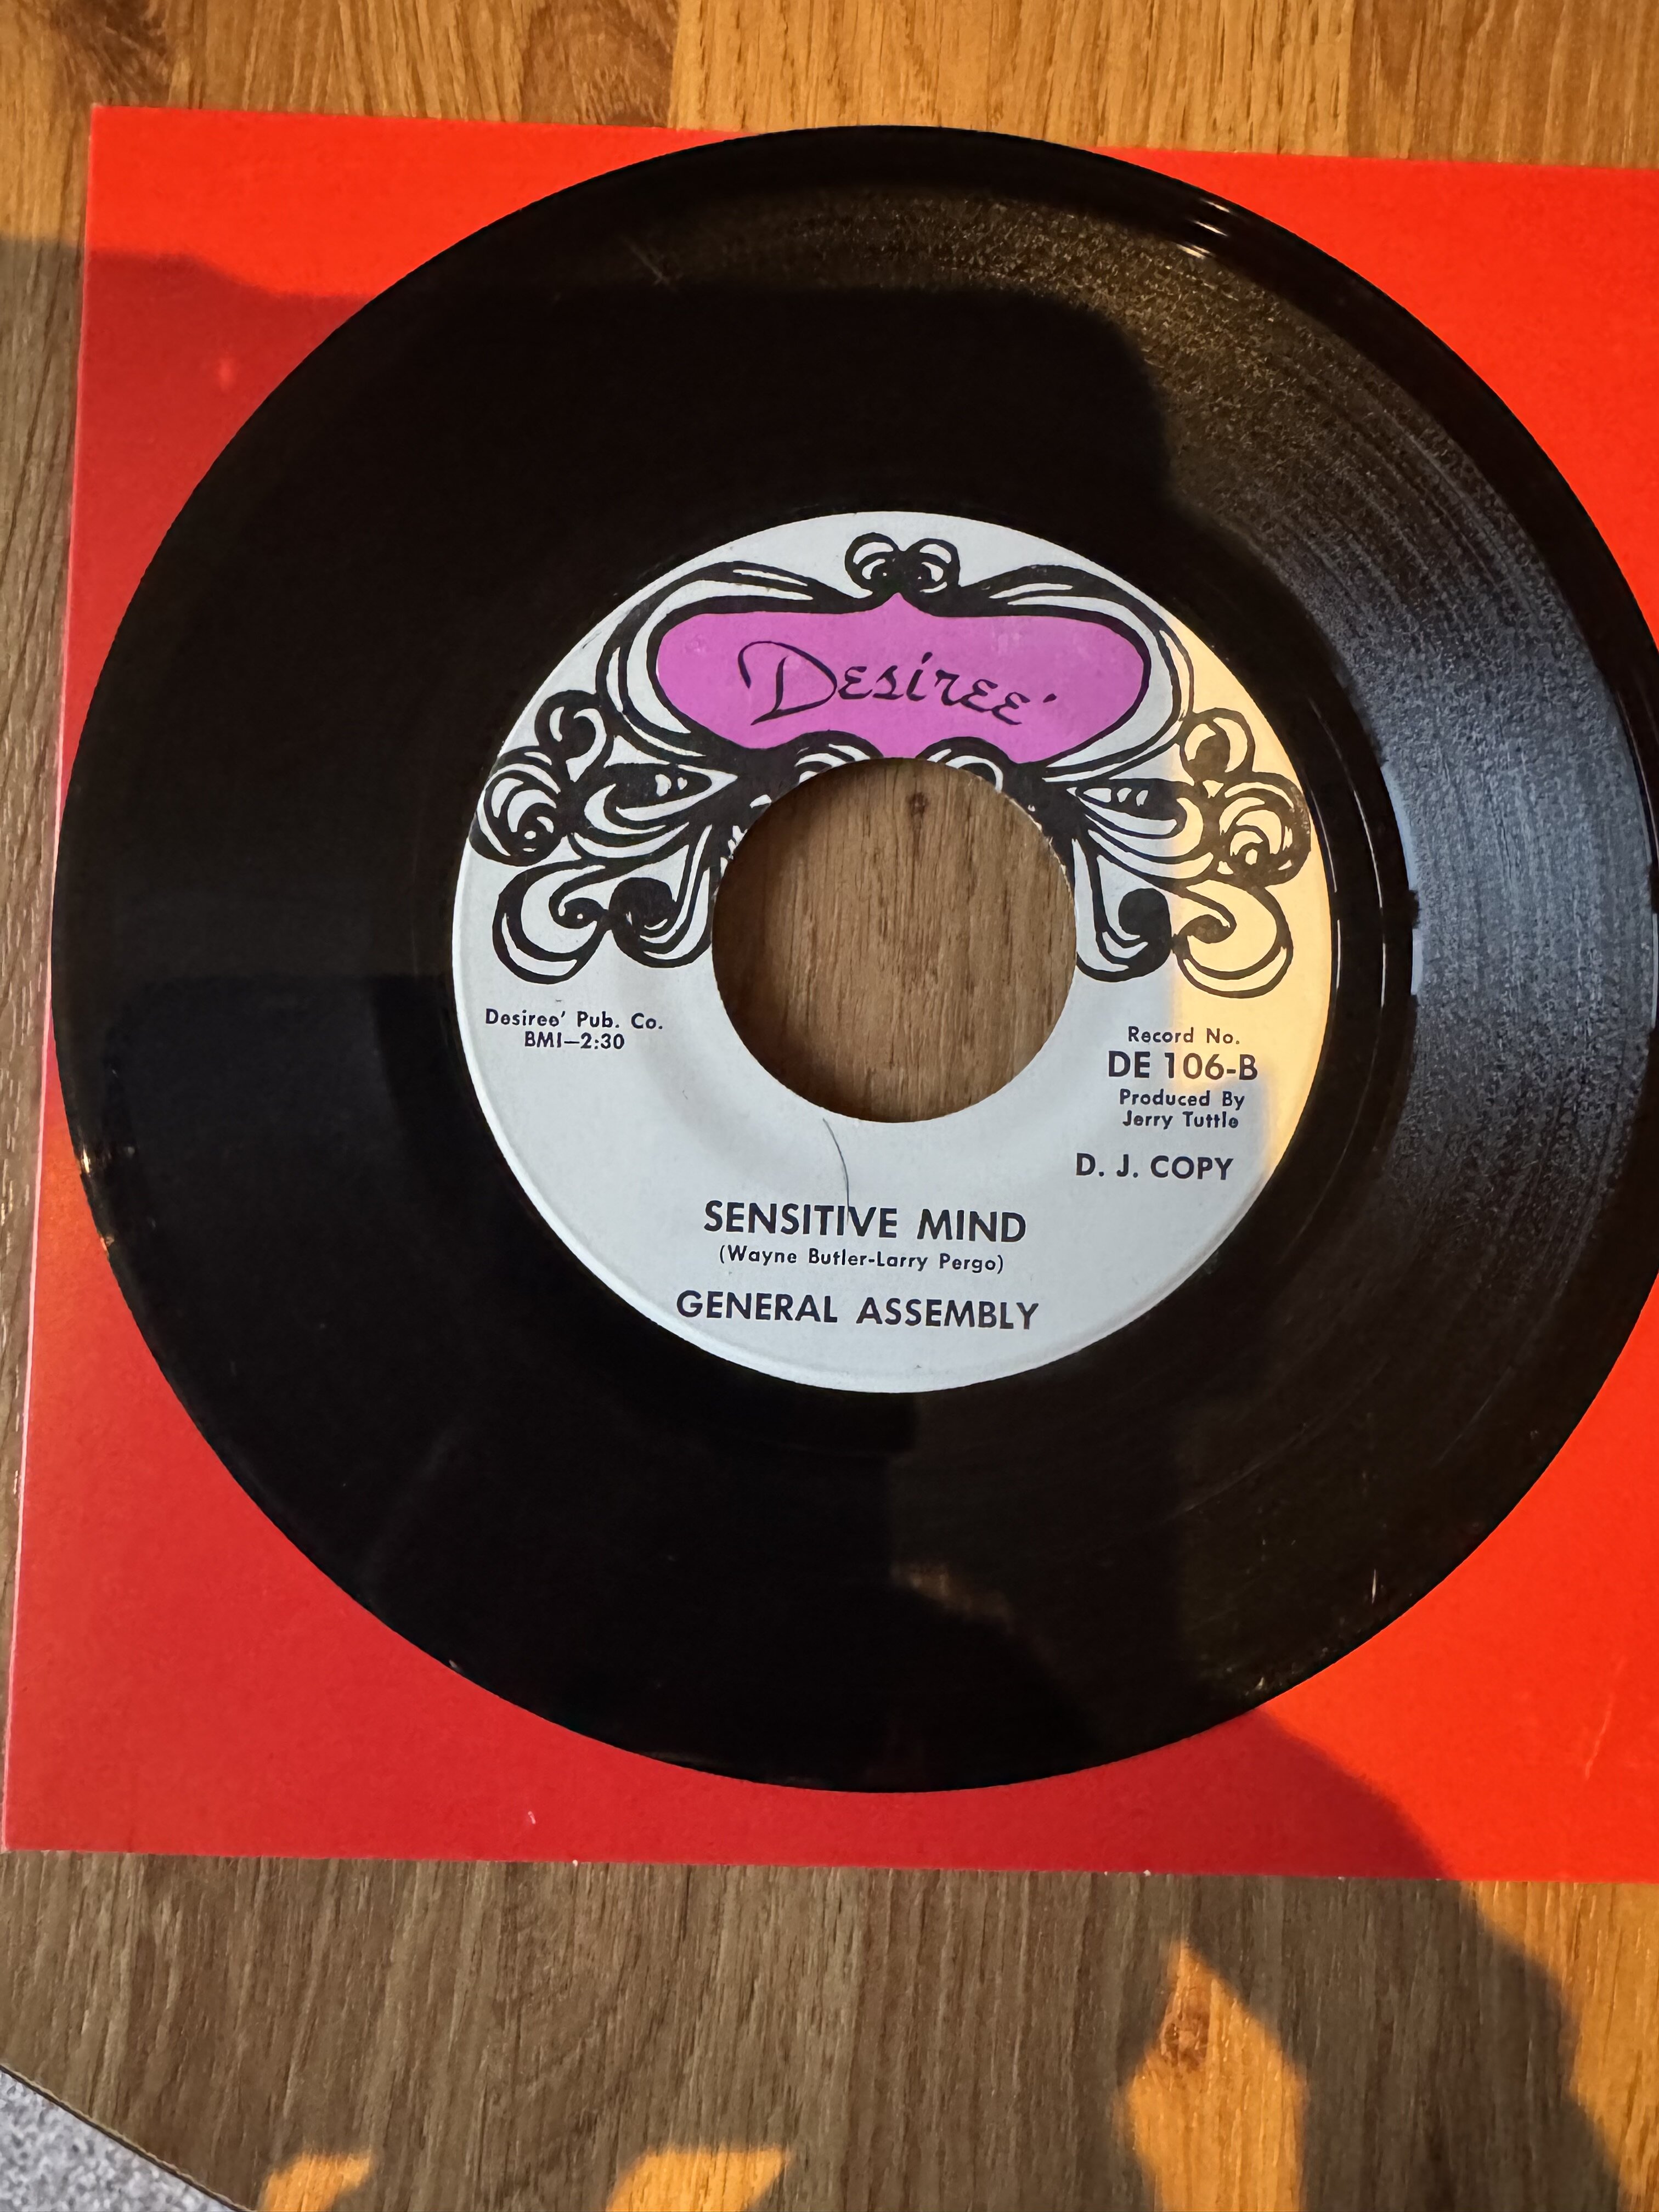 Desiree'
Desiree' Pub. Co.
BMI—2:30
Record No.
DE 106-B
Produced By
Jerry Tuttle
D. J. COPY
SENSITIVE MIND
(Wayne Butler-Larry Pergo)
GENERAL ASSEMBLY